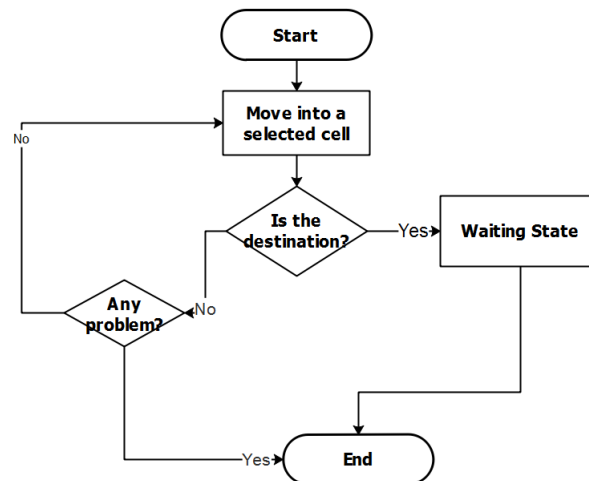 Start
Move into a
selected cell
No
Is the
destination?
Yes
Waiting State
No
Any
problem?
Yes
End